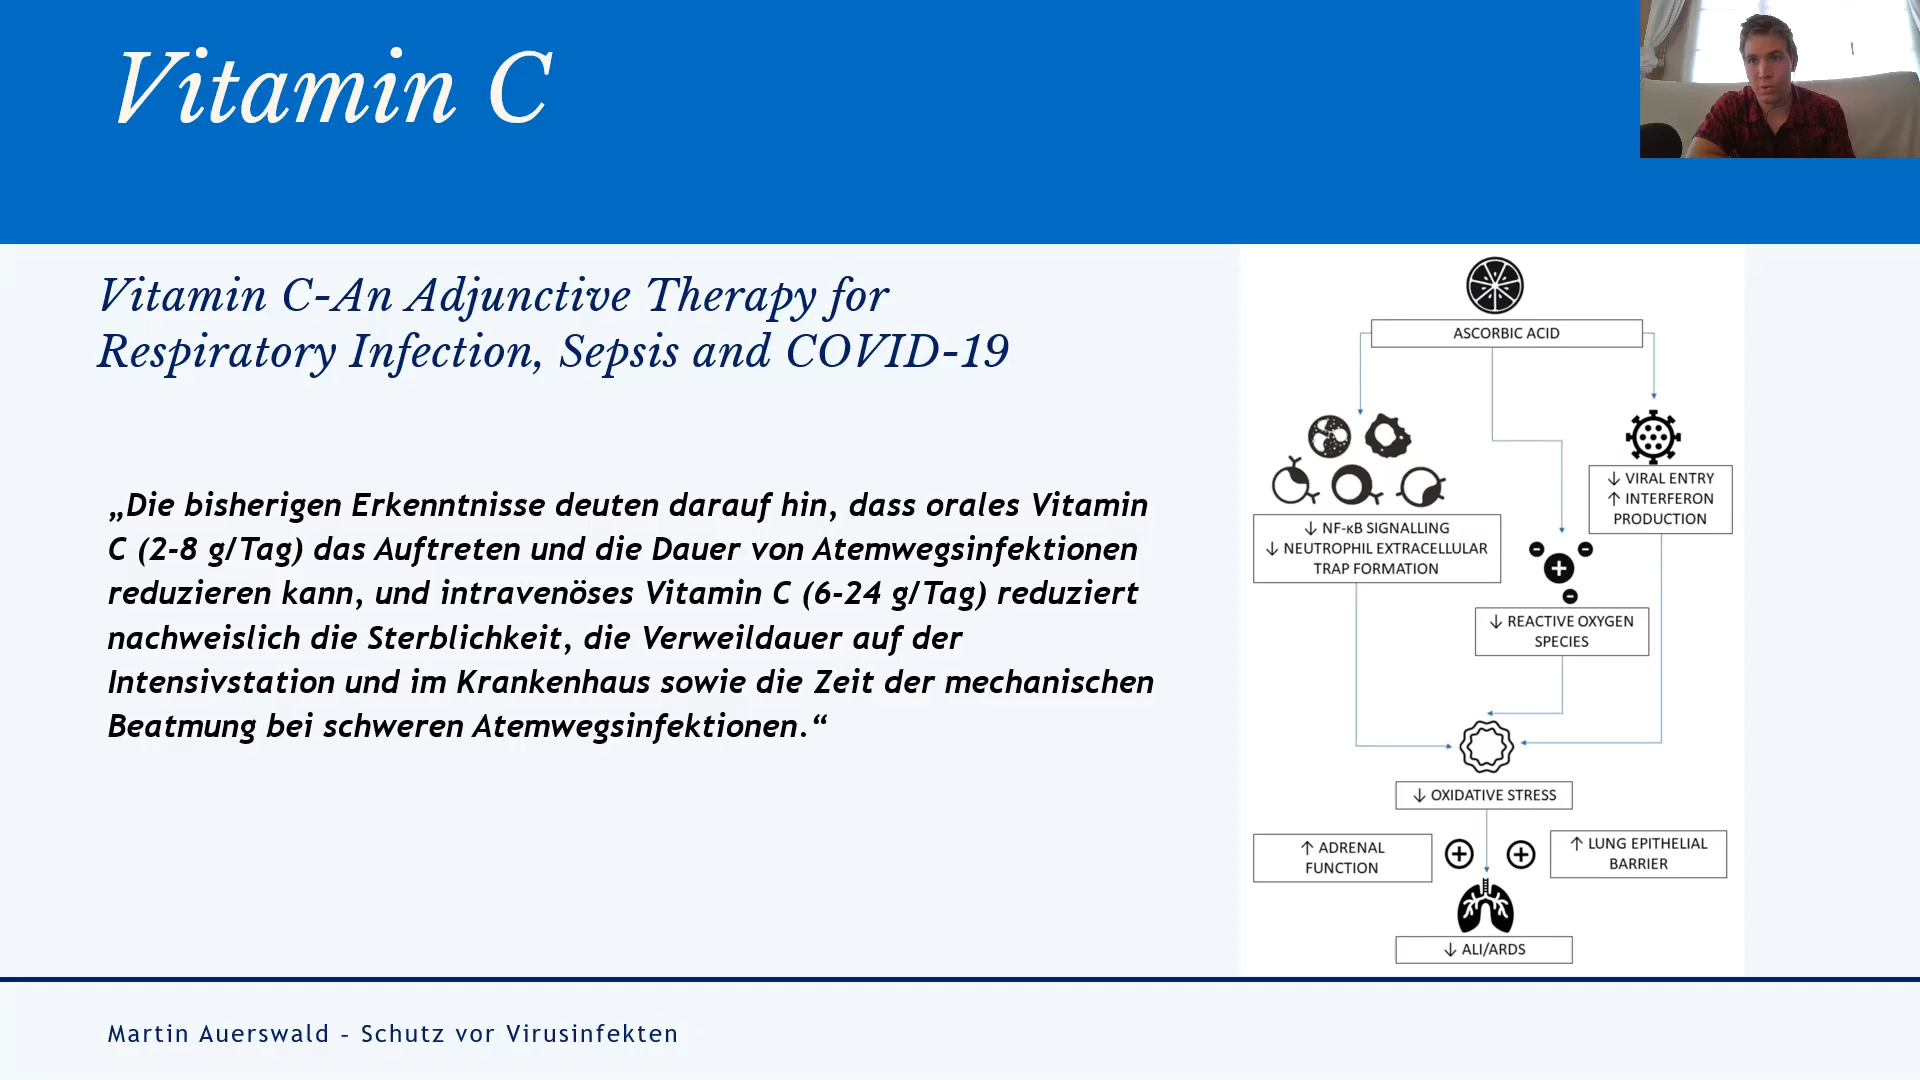 Vitamin C
Vitamin C-An Adjunctive Therapy for
Respiratory Infection, Sepsis and COVID-19
„Die bisherigen Erkenntnisse deuten darauf hin, dass orales Vitamin
C (2-8 g/Tag) das Auftreten und die Dauer von Atemwegsinfektionen
reduzieren kann, und intravenöses Vitamin C (6-24 g/Tag) reduziert
nachweislich die Sterblichkeit, die Verweildauer auf der
Intensivstation und im Krankenhaus sowie die Zeit der mechanischen
Beatmung bei schweren Atemwegsinfektionen.“
ASCORBIC ACID
↓ NF-κB SIGNALLING
↓ NEUTROPHIL EXTRACELLULAR
TRAP FORMATION
↓ VIRAL ENTRY
↑ INTERFERON
PRODUCTION
↓ REACTIVE OXYGEN
SPECIES
↓ OXIDATIVE STRESS
↑ ADRENAL
FUNCTION
↑ LUNG EPITHELIAL
BARRIER
↓ ALI/ARDS
Martin Auerswald - Schutz vor Virusinfekten